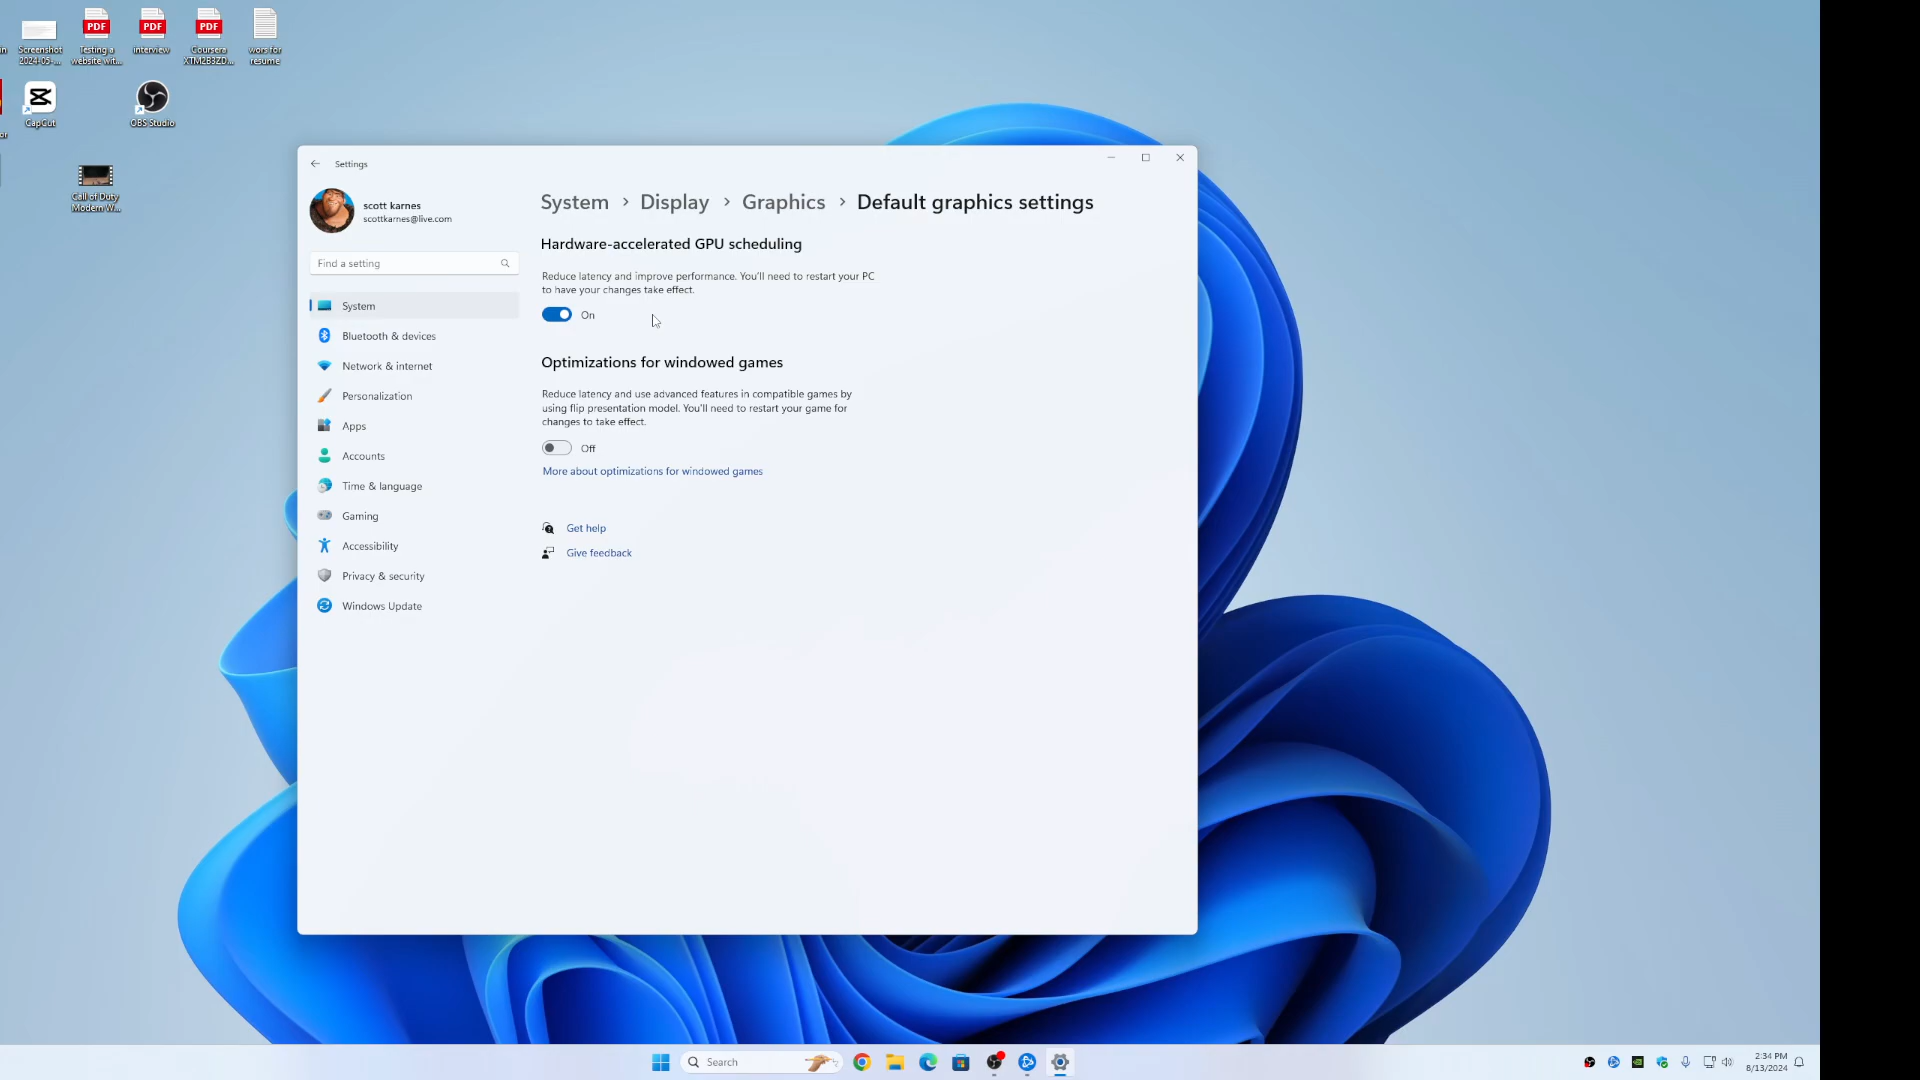 Screenshot
2024-05-...
Testing a
website wit...
interview
Coursera
XTM2B3ZD...
wors for
resume
PDF
PDF
PDF
CapCut
OBS Studio
Call of Duty
Modern W...
Settings
scott karnes
scottkarnes@live.com
Find a setting
System
Bluetooth & devices
Network & internet
Personalization
Apps
Accounts
Time & language
Gaming
Accessibility
Privacy & security
Windows Update
System > Display > Graphics > Default graphics settings
Hardware-accelerated GPU scheduling
Reduce latency and improve performance. You'll need to restart your PC
to have your changes take effect.
On
Optimizations for windowed games
Reduce latency and use advanced features in compatible games by
using flip presentation model. You'll need to restart your game for
changes to take effect.
Off
More about optimizations for windowed games
Get help
Give feedback
Search
2:34 PM
8/13/2024